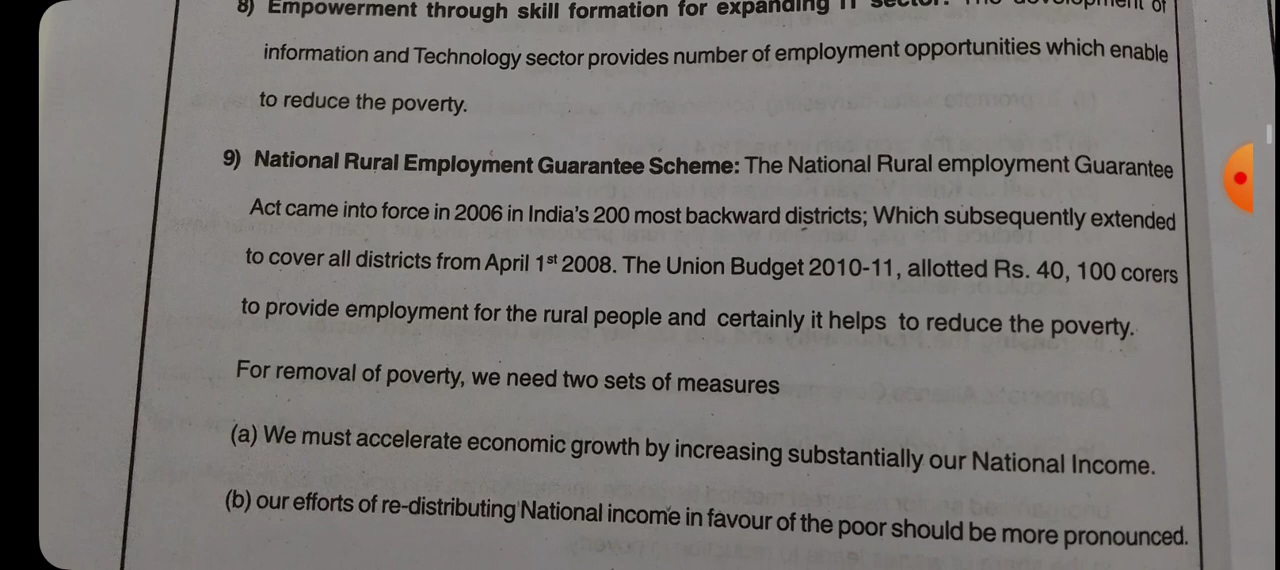 8) Empowerment through skill formation for expanding IT sector: The development of
information and Technology sector provides number of employment opportunities which enable
to reduce the poverty.
9) National Rural Employment Guarantee Scheme: The National Rural employment Guarantee
Act came into force in 2006 in India's 200 most backward districts; Which subsequently extended
to cover all districts from April 1st 2008. The Union Budget 2010-11, allotted Rs. 40, 100 corers
to provide employment for the rural people and certainly it helps to reduce the poverty.
For removal of poverty, we need two sets of measures
(a) We must accelerate economic growth by increasing substantially our National Income.
(b) our efforts of re-distributing National income in favour of the poor should be more pronounced.